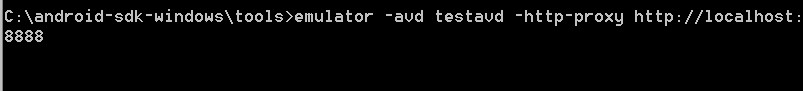 C:\android-sdk-windows\tools>emulator -avd testavd -http-proxy http://localhost:
8888